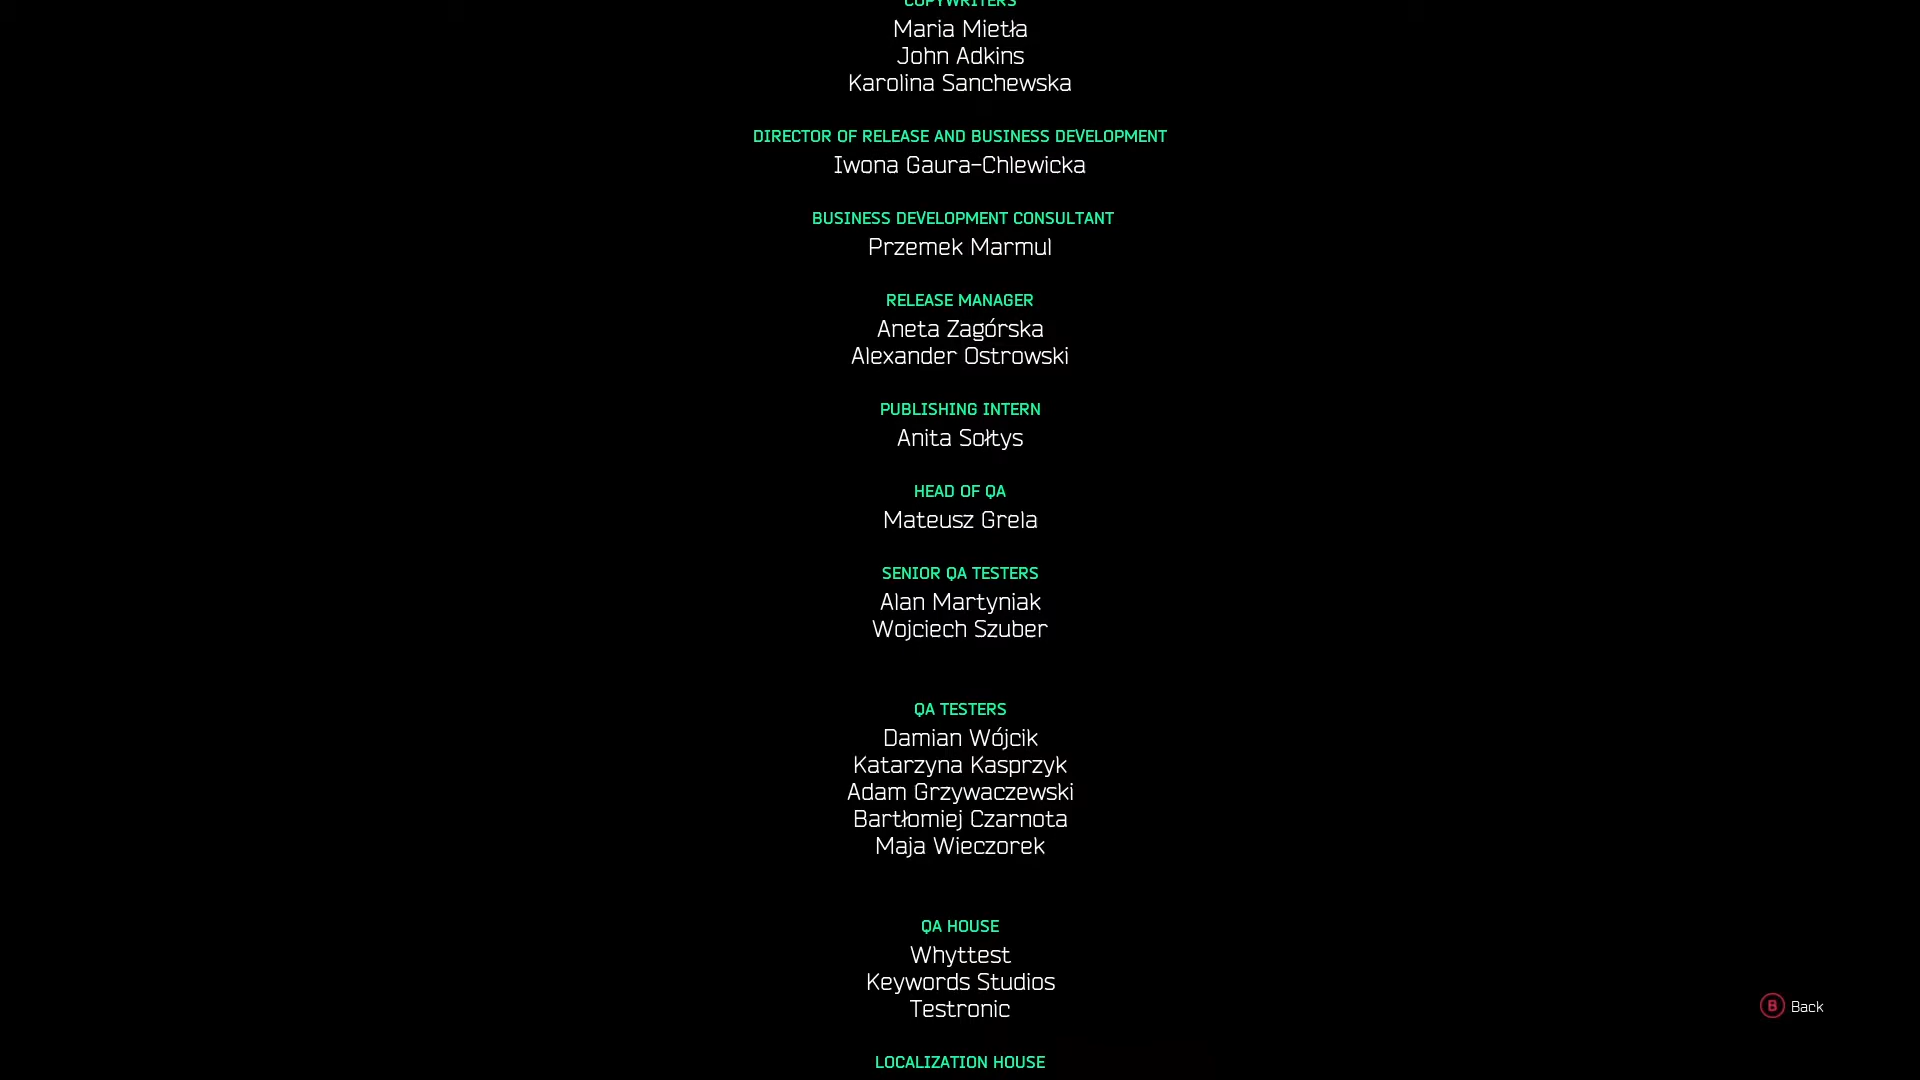 COPYWRITERS
Maria Mietła
John Adkins
Karolina Sanchewska
DIRECTOR OF RELEASE AND BUSINESS DEVELOPMENT
Iwona Gaura-Chlewicka
BUSINESS DEVELOPMENT CONSULTANT
Przemek Marmul
RELEASE MANAGER
Aneta Zagórska
Alexander Ostrowski
PUBLISHING INTERN
Anita Sołtys
HEAD OF QA
Mateusz Grela
SENIOR QA TESTERS
Alan Martyniak
Wojciech Szuber
QA TESTERS
Damian Wójcik
Katarzyna Kasprzyk
Adam Grzywaczewski
Bartłomiej Czarnota
Maja Wieczorek
QA HOUSE
Whyttest
Keywords Studios
Testronic
B Back
LOCALIZATION HOUSE